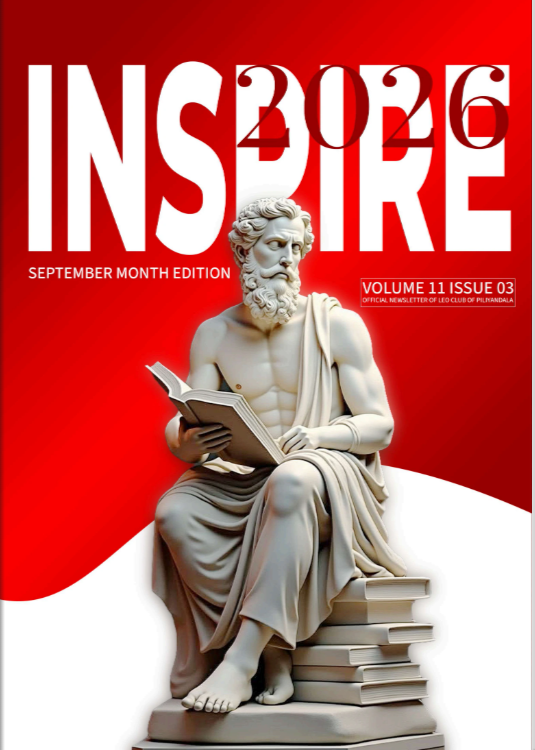 INSPIRE
2026
SEPTEMBER MONTH EDITION
VOLUME 11 ISSUE 03
OFFICIAL NEWSLETTER OF LEO CLUB OF PILIYANDALA